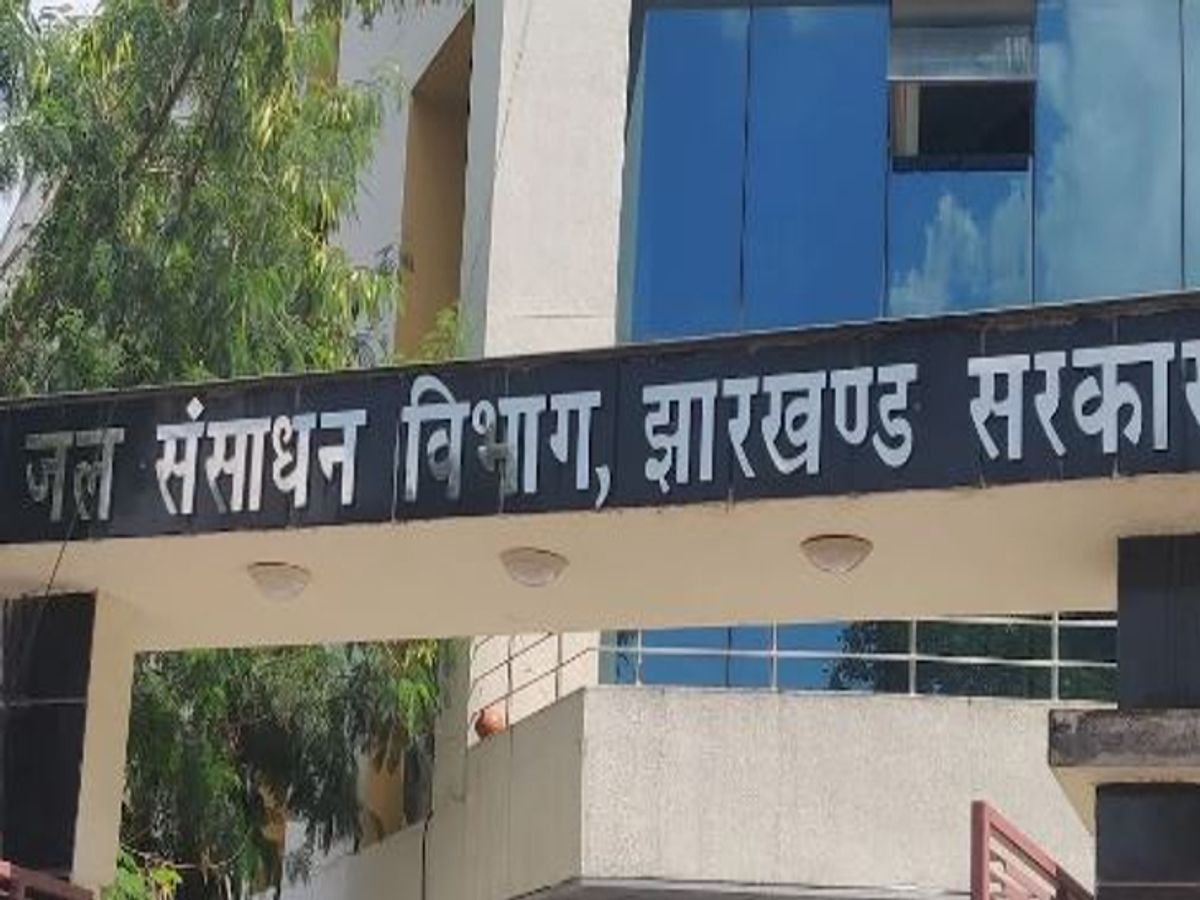 जल संसाधन विभाग, झारखण्ड सरकार